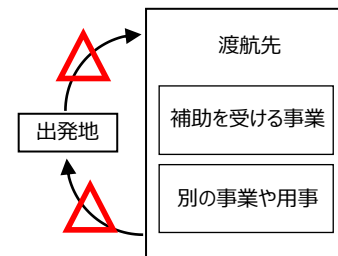 渡航先
補助を受ける事業
出発地
別の事業や用事